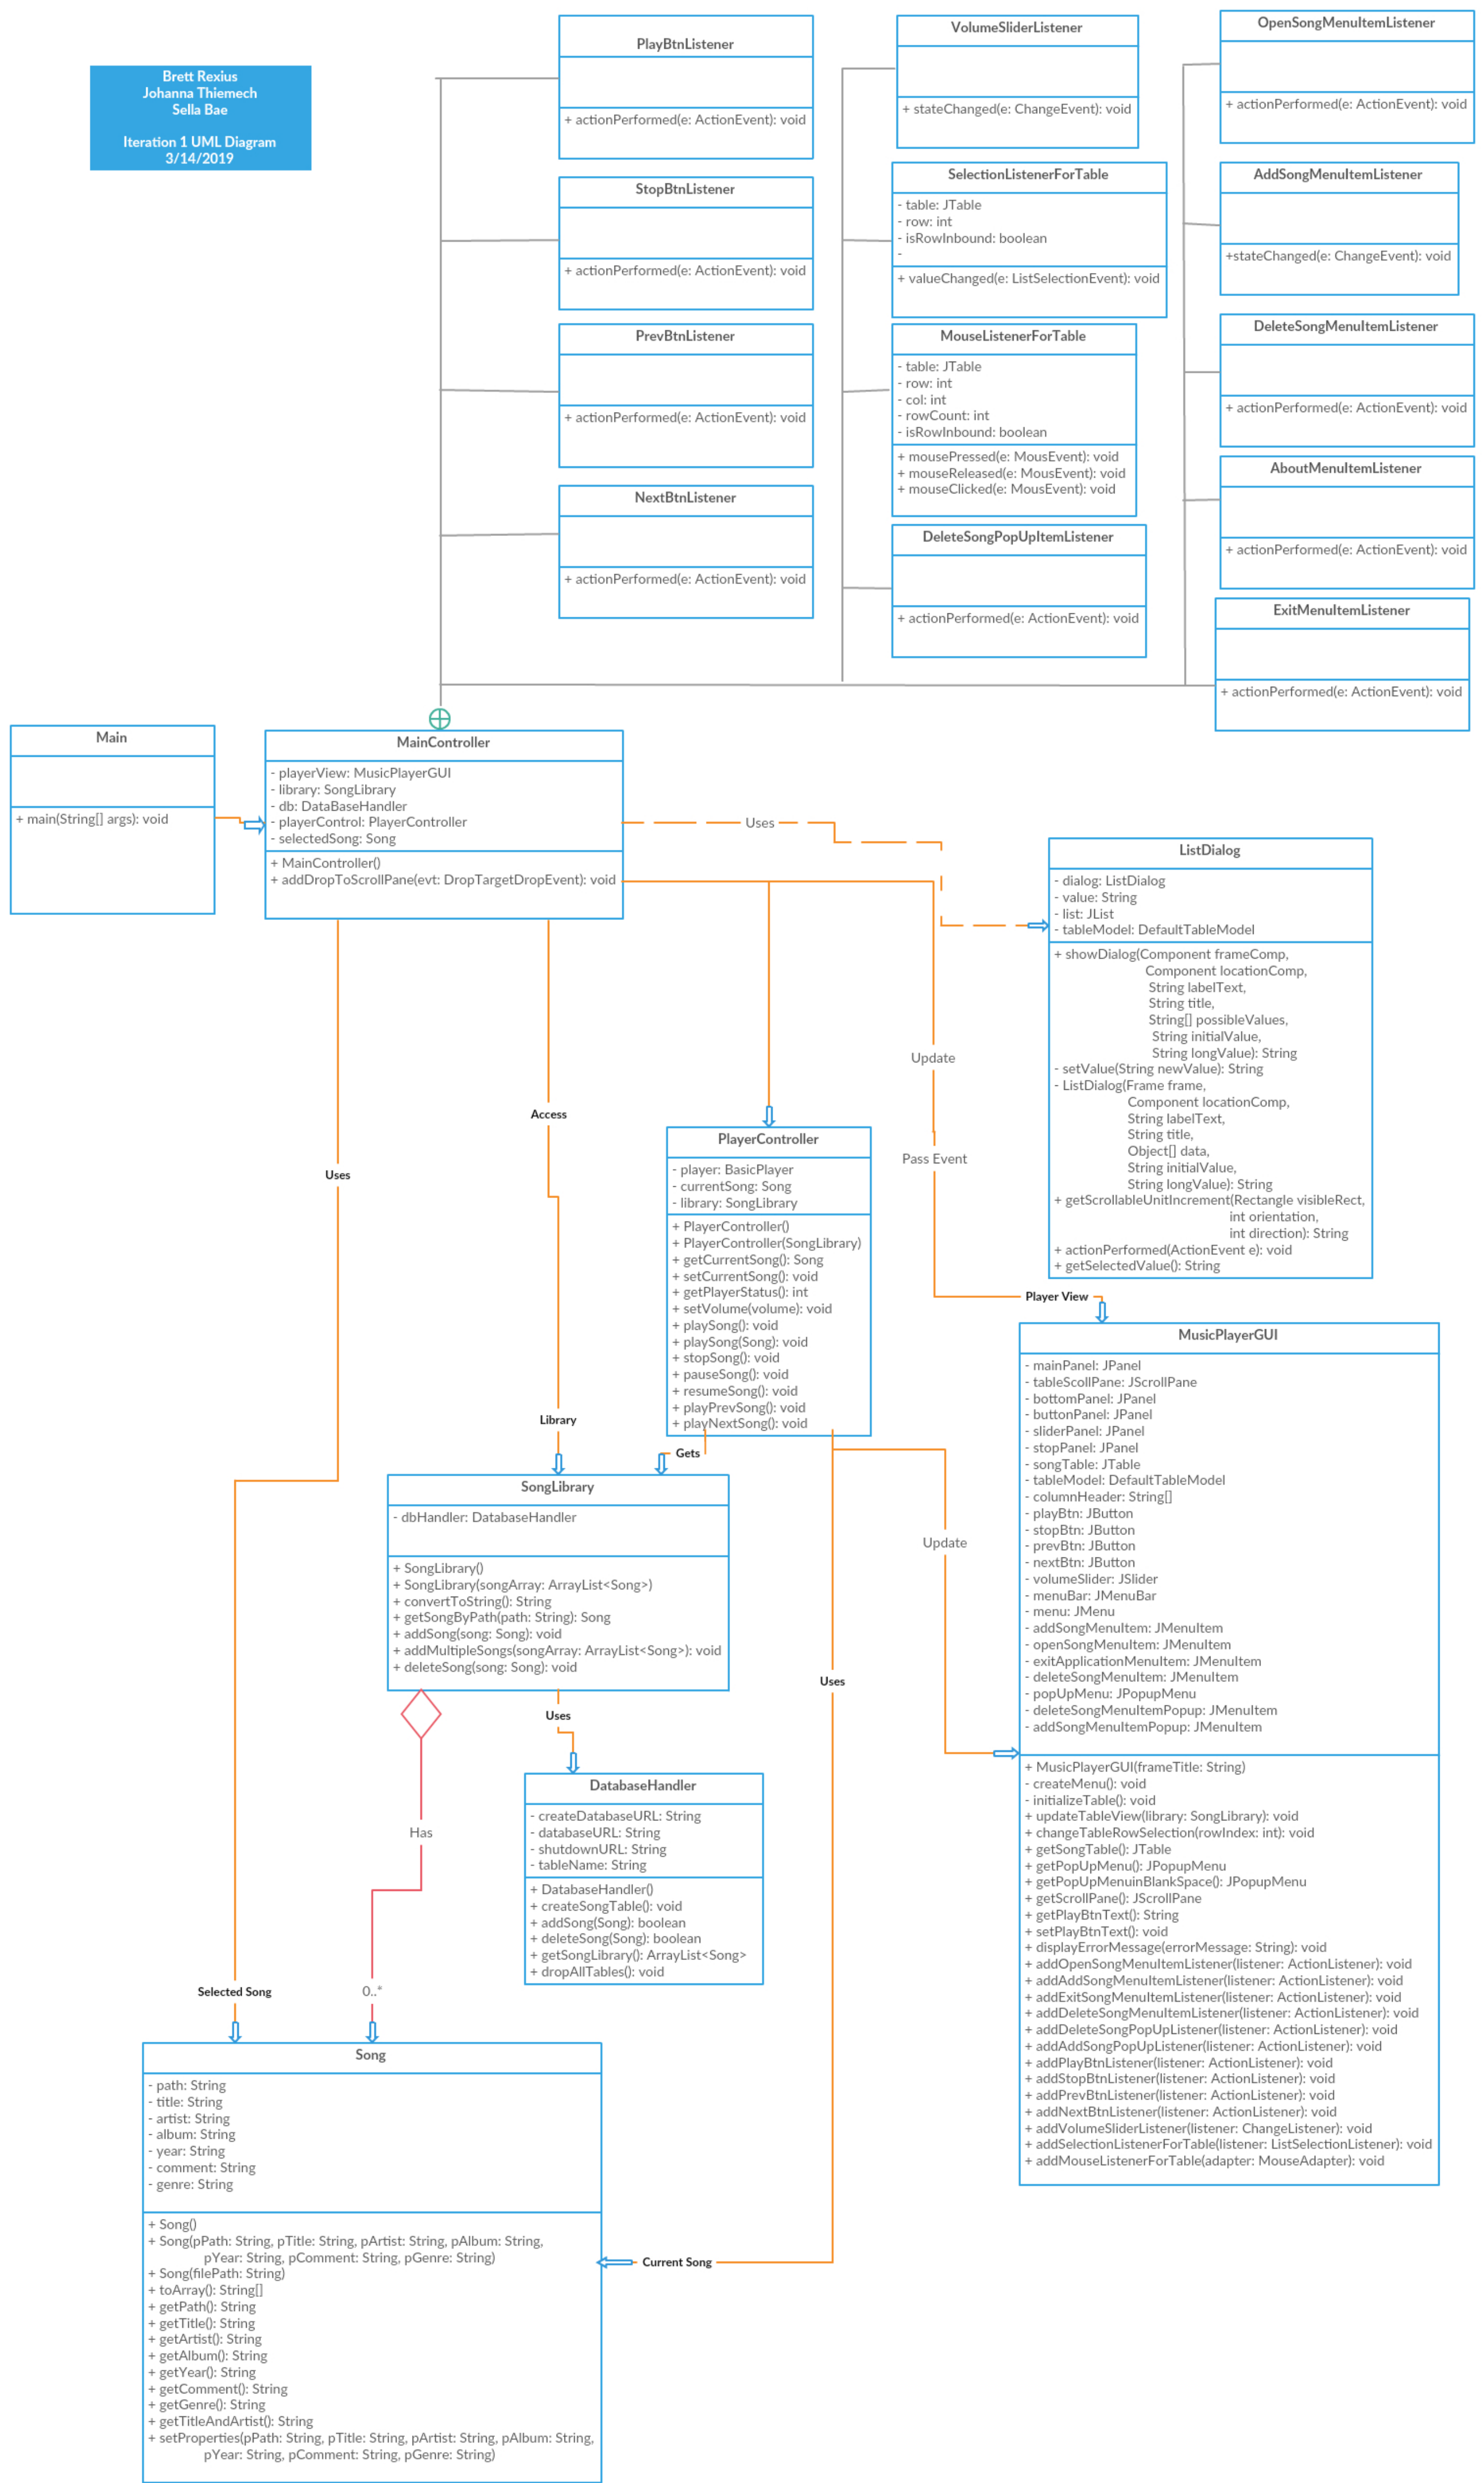 Brett Rexius
Johanna Thiemech
Sella Bae
Iteration 1 UML Diagram
3/14/2019
PlayBtnListener
+ actionPerformed(e: ActionEvent): void
StopBtnListener
+ actionPerformed(e: ActionEvent): void
PrevBtnListener
+ actionPerformed(e: ActionEvent): void
NextBtnListener
+ actionPerformed(e: ActionEvent): void
VolumeSliderListener
+ stateChanged(e: ChangeEvent): void
SelectionListenerForTable
- table: JTable
- row: int
- isRowInbound: boolean
-
+ valueChanged(e: ListSelectionEvent): void
MouseListenerForTable
- table: JTable
- row: int
- col: int
- rowCount: int
- isRowInbound: boolean
+ mousePressed(e: MousEvent): void
+ mouseReleased(e: MousEvent): void
+ mouseClicked(e: MousEvent): void
DeleteSongPopUpItemListener
+ actionPerformed(e: ActionEvent): void
OpenSongMenuItemListener
+ actionPerformed(e: ActionEvent): void
AddSongMenuItemListener
+stateChanged(e: ChangeEvent): void
DeleteSongMenuItemListener
+ actionPerformed(e: ActionEvent): void
AboutMenuItemListener
+ actionPerformed(e: ActionEvent): void
ExitMenuItemListener
+ actionPerformed(e: ActionEvent): void
Main
+ main(String[] args): void
MainController
- playerView: MusicPlayerGUI
- library: SongLibrary
- db: DataBaseHandler
- playerControl: PlayerController
- selectedSong: Song
+ MainController()
+ addDropToScrollPane(evt: DropTargetDropEvent): void
Uses
ListDialog
- dialog: ListDialog
- value: String
- list: JList
- tableModel: DefaultTableModel
+ showDialog(Component frameComp,
Component locationComp,
String labelText,
String title,
String[] possibleValues,
String initialValue,
String longValue): String
- setValue(String newValue): String
- ListDialog(Frame frame,
Component locationComp,
String labelText,
String title,
Object[] data,
String initialValue,
String longValue): String
+ getScrollableUnitIncrement(Rectangle visibleRect,
int orientation,
int direction): String
+ actionPerformed(ActionEvent e): void
+ getSelectedValue(): String
Update
Pass Event
Player View
Access
Uses
PlayerController
- player: BasicPlayer
- currentSong: Song
- library: SongLibrary
+ PlayerController()
+ PlayerController(SongLibrary)
+ getCurrentSong(): Song
+ setCurrentSong(): void
+ getPlayerStatus(): int
+ setVolume(volume): void
+ playSong(): void
+ playSong(Song): void
+ stopSong(): void
+ pauseSong(): void
+ resumeSong(): void
+ playPrevSong(): void
+ playNextSong(): void
Library
Gets
SongLibrary
- dbHandler: DatabaseHandler
+ SongLibrary()
+ SongLibrary(songArray: ArrayList<Song>)
+ convertToString(): String
+ getSongByPath(path: String): Song
+ addSong(song: Song): void
+ addMultipleSongs(songArray: ArrayList<Song>): void
+ deleteSong(song: Song): void
Update
Uses
MusicPlayerGUI
- mainPanel: JPanel
- tableScollPane: JScrollPane
- bottomPanel: JPanel
- buttonPanel: JPanel
- sliderPanel: JPanel
- stopPanel: JPanel
- songTable: JTable
- tableModel: DefaultTableModel
- columnHeader: String[]
- playBtn: JButton
- stopBtn: JButton
- prevBtn: JButton
- nextBtn: JButton
- volumeSlider: JSlider
- menuBar: JMenuBar
- menu: JMenu
- addSongMenuItem: JMenuItem
- openSongMenuItem: JMenuItem
- exitApplicationMenuItem: JMenuItem
- deleteSongMenuItem: JMenuItem
- popUpMenu: JPopupMenu
- deleteSongMenuItemPopup: JMenuItem
- addSongMenuItemPopup: JMenuItem
+ MusicPlayerGUI(frameTitle: String)
- createMenu(): void
- initializeTable(): void
+ updateTableView(library: SongLibrary): void
+ changeTableRowSelection(rowIndex: int): void
+ getSongTable(): JTable
+ getPopUpMenu(): JPopupMenu
+ getPopUpMenuinBlankSpace(): JPopupMenu
+ getScrollPane(): JScrollPane
+ getPlayBtnText(): String
+ setPlayBtnText(): void
+ displayErrorMessage(errorMessage: String): void
+ addOpenSongMenuItemListener(listener: ActionListener): void
+ addAddSongMenuItemListener(listener: ActionListener): void
+ addExitSongMenuItemListener(listener: ActionListener): void
+ addDeleteSongMenuItemListener(listener: ActionListener): void
+ addDeleteSongPopUpListener(listener: ActionListener): void
+ addAddSongPopUpListener(listener: ActionListener): void
+ addPlayBtnListener(listener: ActionListener): void
+ addStopBtnListener(listener: ActionListener): void
+ addPrevBtnListener(listener: ActionListener): void
+ addNextBtnListener(listener: ActionListener): void
+ addVolumeSliderListener(listener: ChangeListener): void
+ addSelectionListenerForTable(listener: ListSelectionListener): void
+ addMouseListenerForTable(adapter: MouseAdapter): void
Uses
Has
DatabaseHandler
- createDatabaseURL: String
- databaseURL: String
- shutdownURL: String
- tableName: String
+ DatabaseHandler()
+ createSongTable(): void
+ addSong(Song): boolean
+ deleteSong(Song): boolean
+ getSongLibrary(): ArrayList<Song>
+ dropAllTables(): void
Selected Song
0..*
Song
- path: String
- title: String
- artist: String
- album: String
- year: String
- comment: String
- genre: String
+ Song()
+ Song(pPath: String, pTitle: String, pArtist: String, pAlbum: String,
pYear: String, pComment: String, pGenre: String)
+ Song(filePath: String)
+ toArray(): String[]
+ getPath(): String
+ getTitle(): String
+ getArtist(): String
+ getAlbum(): String
+ getYear(): String
+ getComment(): String
+ getGenre(): String
+ getTitleAndArtist(): String
+ setProperties(pPath: String, pTitle: String, pArtist: String, pAlbum: String,
pYear: String, pComment: String, pGenre: String)
Current Song